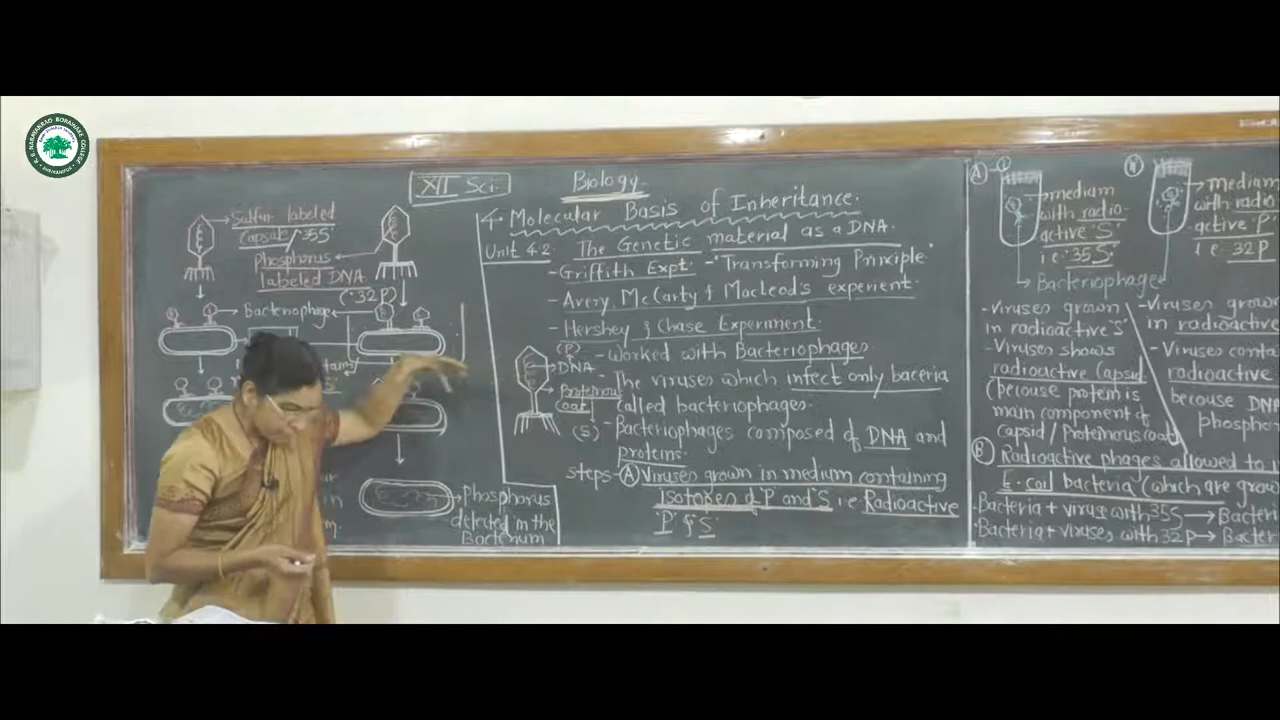 XII Sci.
Biology
4. Molecular Basis of Inheritance.
Unit 4.2 The Genetic material as a DNA.
- Griffith Expt. - "Transforming Principle"
- Avery, McCarty & Macleod's experient.
- Hershey & Chase Experiment.
- Worked with Bacteriophages
- The viruses which infect only baceria
called bacteriophages.
- Bacteriophages composed of DNA and
proteins.
steps - (A) Viruses grown in medium containing
Isotopes of 'P' and 'S' i.e. Radioactive
'P' & 'S'
(P)
DNA
Proteinous
coat
(S)
Sulfur labeled
Capsule / 35S
Phosphorus
labeled DNA
(32P)
Bacteriophage
Phosphorus
detected in the
Bacterium
(A)
medium
with radio-
active 'S'
i.e. 35S
medium
with radio
active 'P'
i.e. 32P
Bacteriophage
- Viruses grown
in radioactive 'S'
- Viruses shows
radioactive Capsid
(becouse protein is
main component of
capsid / Proteinous coat)
- Viruses grow
in radioactive
- Viruses conta
radioactive
becouse DNA
phosphor
(B) Radioactive phages allowed to
E. coil bacteria (which are grow
- Bacteria + virus with 35S → Bacteri
- Bacteria + viruses with 32P → Bacter